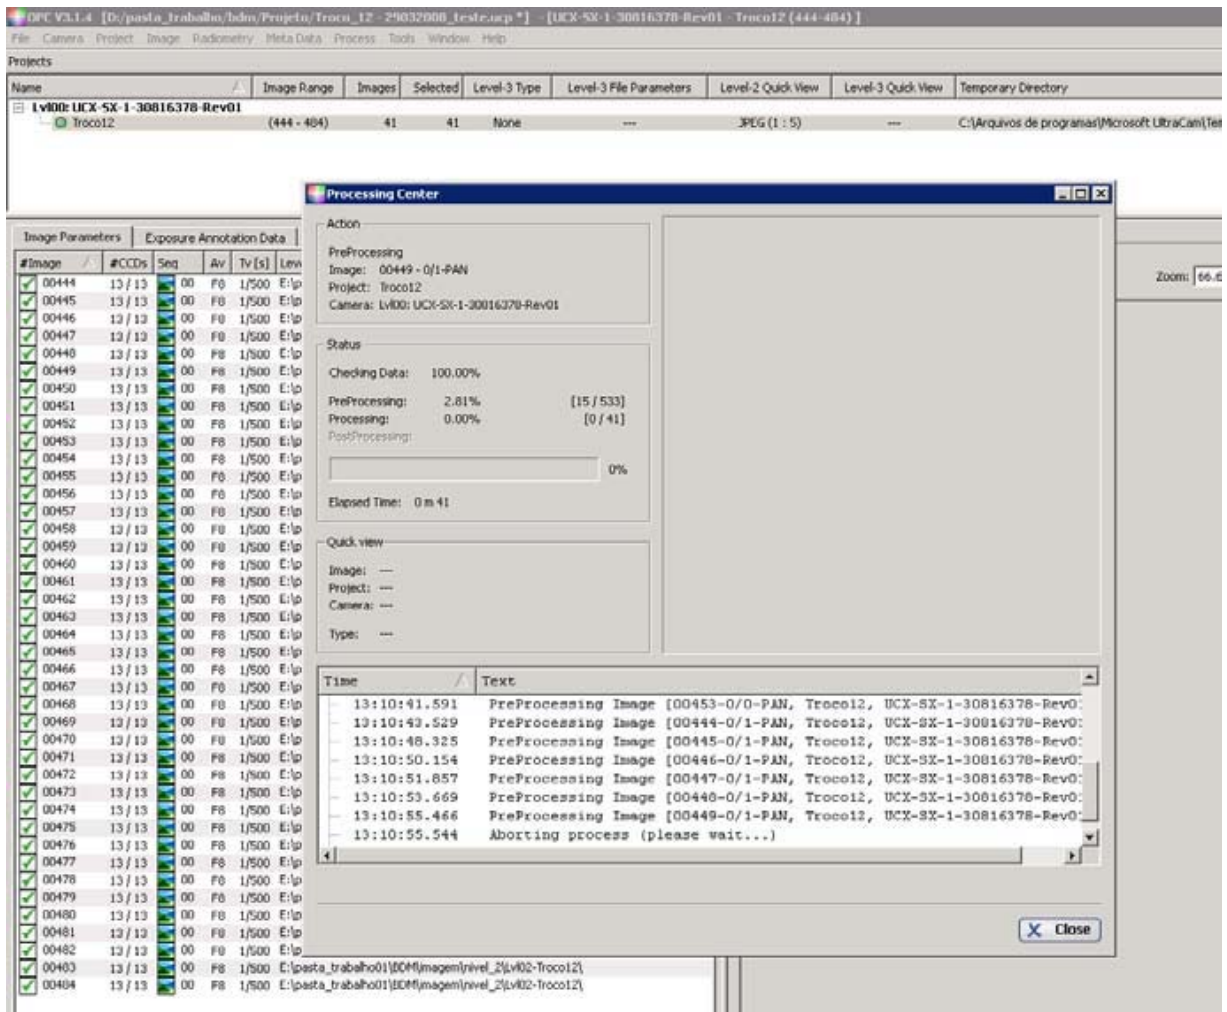 OPC V3.1.4 [D:/pasta_trabalho/bdm/Projeto/Troco_12 - 29032008_teste.ucp *] - [UCX-SX-1-30816378-Rev01 - Troco12 (444-484) ]
File Camera Project Image Radiometry Meta Data Process Tools Window Help
Projects
Name Image Range Images Selected Level-3 Type Level-3 File Parameters Level-2 Quick View Level-3 Quick View Temporary Directory
Lvl00: UCX-SX-1-30816378-Rev01
Troco12 (444 - 484) 41 41 None --- JPEG (1 : 5) --- C:\Arquivos de programas\Microsoft UltraCam\Ter
Processing Center
Action
PreProcessing
Image: 00449 - 0/1-PAN
Project: Troco12
Camera: Lvl00: UCX-SX-1-30816378-Rev01
Status
Checking Data: 100.00%
PreProcessing: 2.81% [15 / 533]
Processing: 0.00% [0 / 41]
PostProcessing:
0%
Elapsed Time: 0 m 41
Quick view
Image: ---
Project: ---
Camera: ---
Type: ---
Time Text
13:10:41.591 PreProcessing Image [00453-0/0-PAN, Troco12, UCX-SX-1-30816378-Rev0
13:10:43.529 PreProcessing Image [00444-0/1-PAN, Troco12, UCX-SX-1-30816378-Rev0
13:10:48.325 PreProcessing Image [00445-0/1-PAN, Troco12, UCX-SX-1-30816378-Rev0
13:10:50.154 PreProcessing Image [00446-0/1-PAN, Troco12, UCX-SX-1-30816378-Rev0
13:10:51.857 PreProcessing Image [00447-0/1-PAN, Troco12, UCX-SX-1-30816378-Rev0
13:10:53.669 PreProcessing Image [00448-0/1-PAN, Troco12, UCX-SX-1-30816378-Rev0
13:10:55.466 PreProcessing Image [00449-0/1-PAN, Troco12, UCX-SX-1-30816378-Rev0
13:10:55.544 Aborting process (please wait...)
Close
Zoom: 66.6
Image Parameters Exposure Annotation Data
#Image #CCDs Seq Av Tv [s] Lev
00444 13 / 13 00 F8 1/500 E:\p
00445 13 / 13 00 F8 1/500 E:\p
00446 13 / 13 00 F8 1/500 E:\p
00447 13 / 13 00 F8 1/500 E:\p
00448 13 / 13 00 F8 1/500 E:\p
00449 13 / 13 00 F8 1/500 E:\p
00450 13 / 13 00 F8 1/500 E:\p
00451 13 / 13 00 F8 1/500 E:\p
00452 13 / 13 00 F8 1/500 E:\p
00453 13 / 13 00 F8 1/500 E:\p
00454 13 / 13 00 F8 1/500 E:\p
00455 13 / 13 00 F8 1/500 E:\p
00456 13 / 13 00 F8 1/500 E:\p
00457 13 / 13 00 F8 1/500 E:\p
00458 13 / 13 00 F8 1/500 E:\p
00459 13 / 13 00 F8 1/500 E:\p
00460 13 / 13 00 F8 1/500 E:\p
00461 13 / 13 00 F8 1/500 E:\p
00462 13 / 13 00 F8 1/500 E:\p
00463 13 / 13 00 F8 1/500 E:\p
00464 13 / 13 00 F8 1/500 E:\p
00465 13 / 13 00 F8 1/500 E:\p
00466 13 / 13 00 F8 1/500 E:\p
00467 13 / 13 00 F8 1/500 E:\p
00468 13 / 13 00 F8 1/500 E:\p
00469 13 / 13 00 F8 1/500 E:\p
00470 13 / 13 00 F8 1/500 E:\p
00471 13 / 13 00 F8 1/500 E:\p
00472 13 / 13 00 F8 1/500 E:\p
00473 13 / 13 00 F8 1/500 E:\p
00474 13 / 13 00 F8 1/500 E:\p
00475 13 / 13 00 F8 1/500 E:\p
00476 13 / 13 00 F8 1/500 E:\p
00477 13 / 13 00 F8 1/500 E:\p
00478 13 / 13 00 F8 1/500 E:\p
00479 13 / 13 00 F8 1/500 E:\p
00480 13 / 13 00 F8 1/500 E:\p
00481 13 / 13 00 F8 1/500 E:\p
00482 13 / 13 00 F8 1/500 E:\p
00483 13 / 13 00 F8 1/500 E:\pasta_trabalho01\BDM\imagem\nivel_2\Lvl02-Troco12\
00484 13 / 13 00 F8 1/500 E:\pasta_trabalho01\BDM\imagem\nivel_2\Lvl02-Troco12\